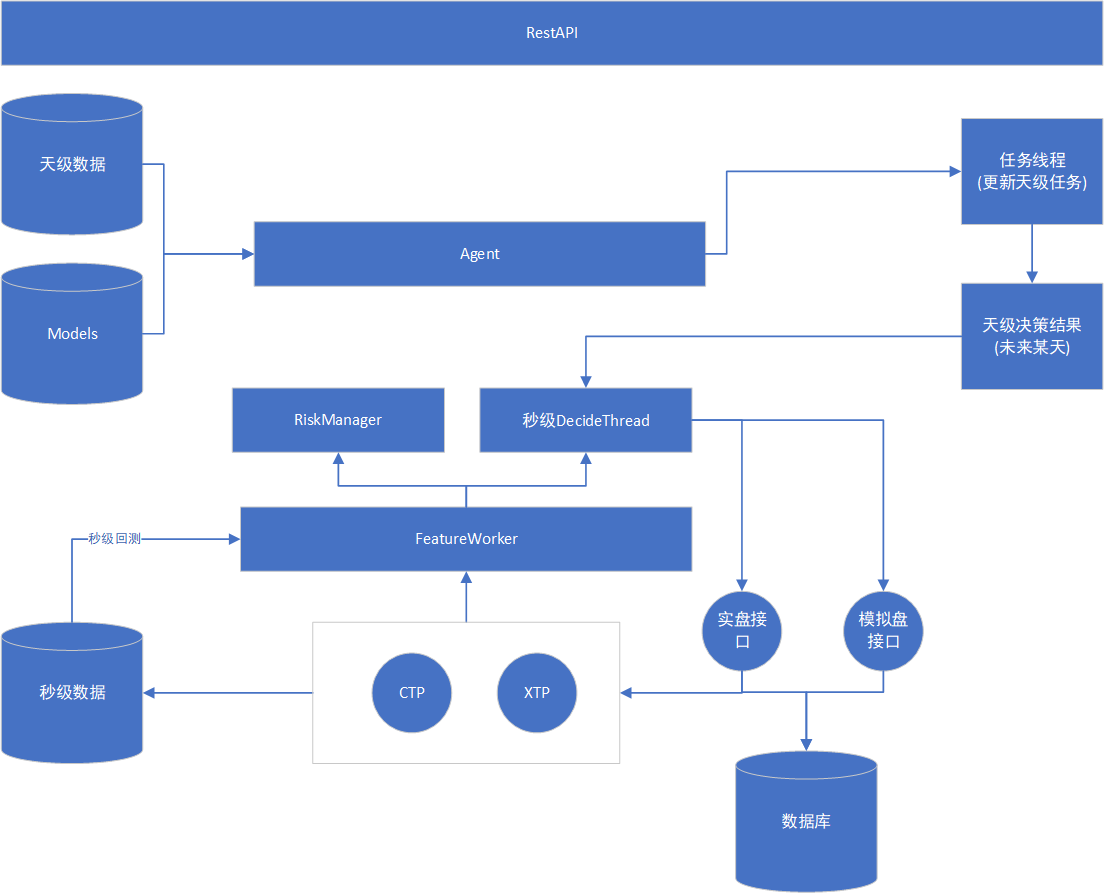 RestAPI
天级数据
任务线程
(更新天级任务)
Agent
Models
天级决策结果
(未来某天)
RiskManager
秒级DecideThread
秒级回测
FeatureWorker
实盘接
口
模拟盘
接口
秒级数据
CTP
XTP
数据库